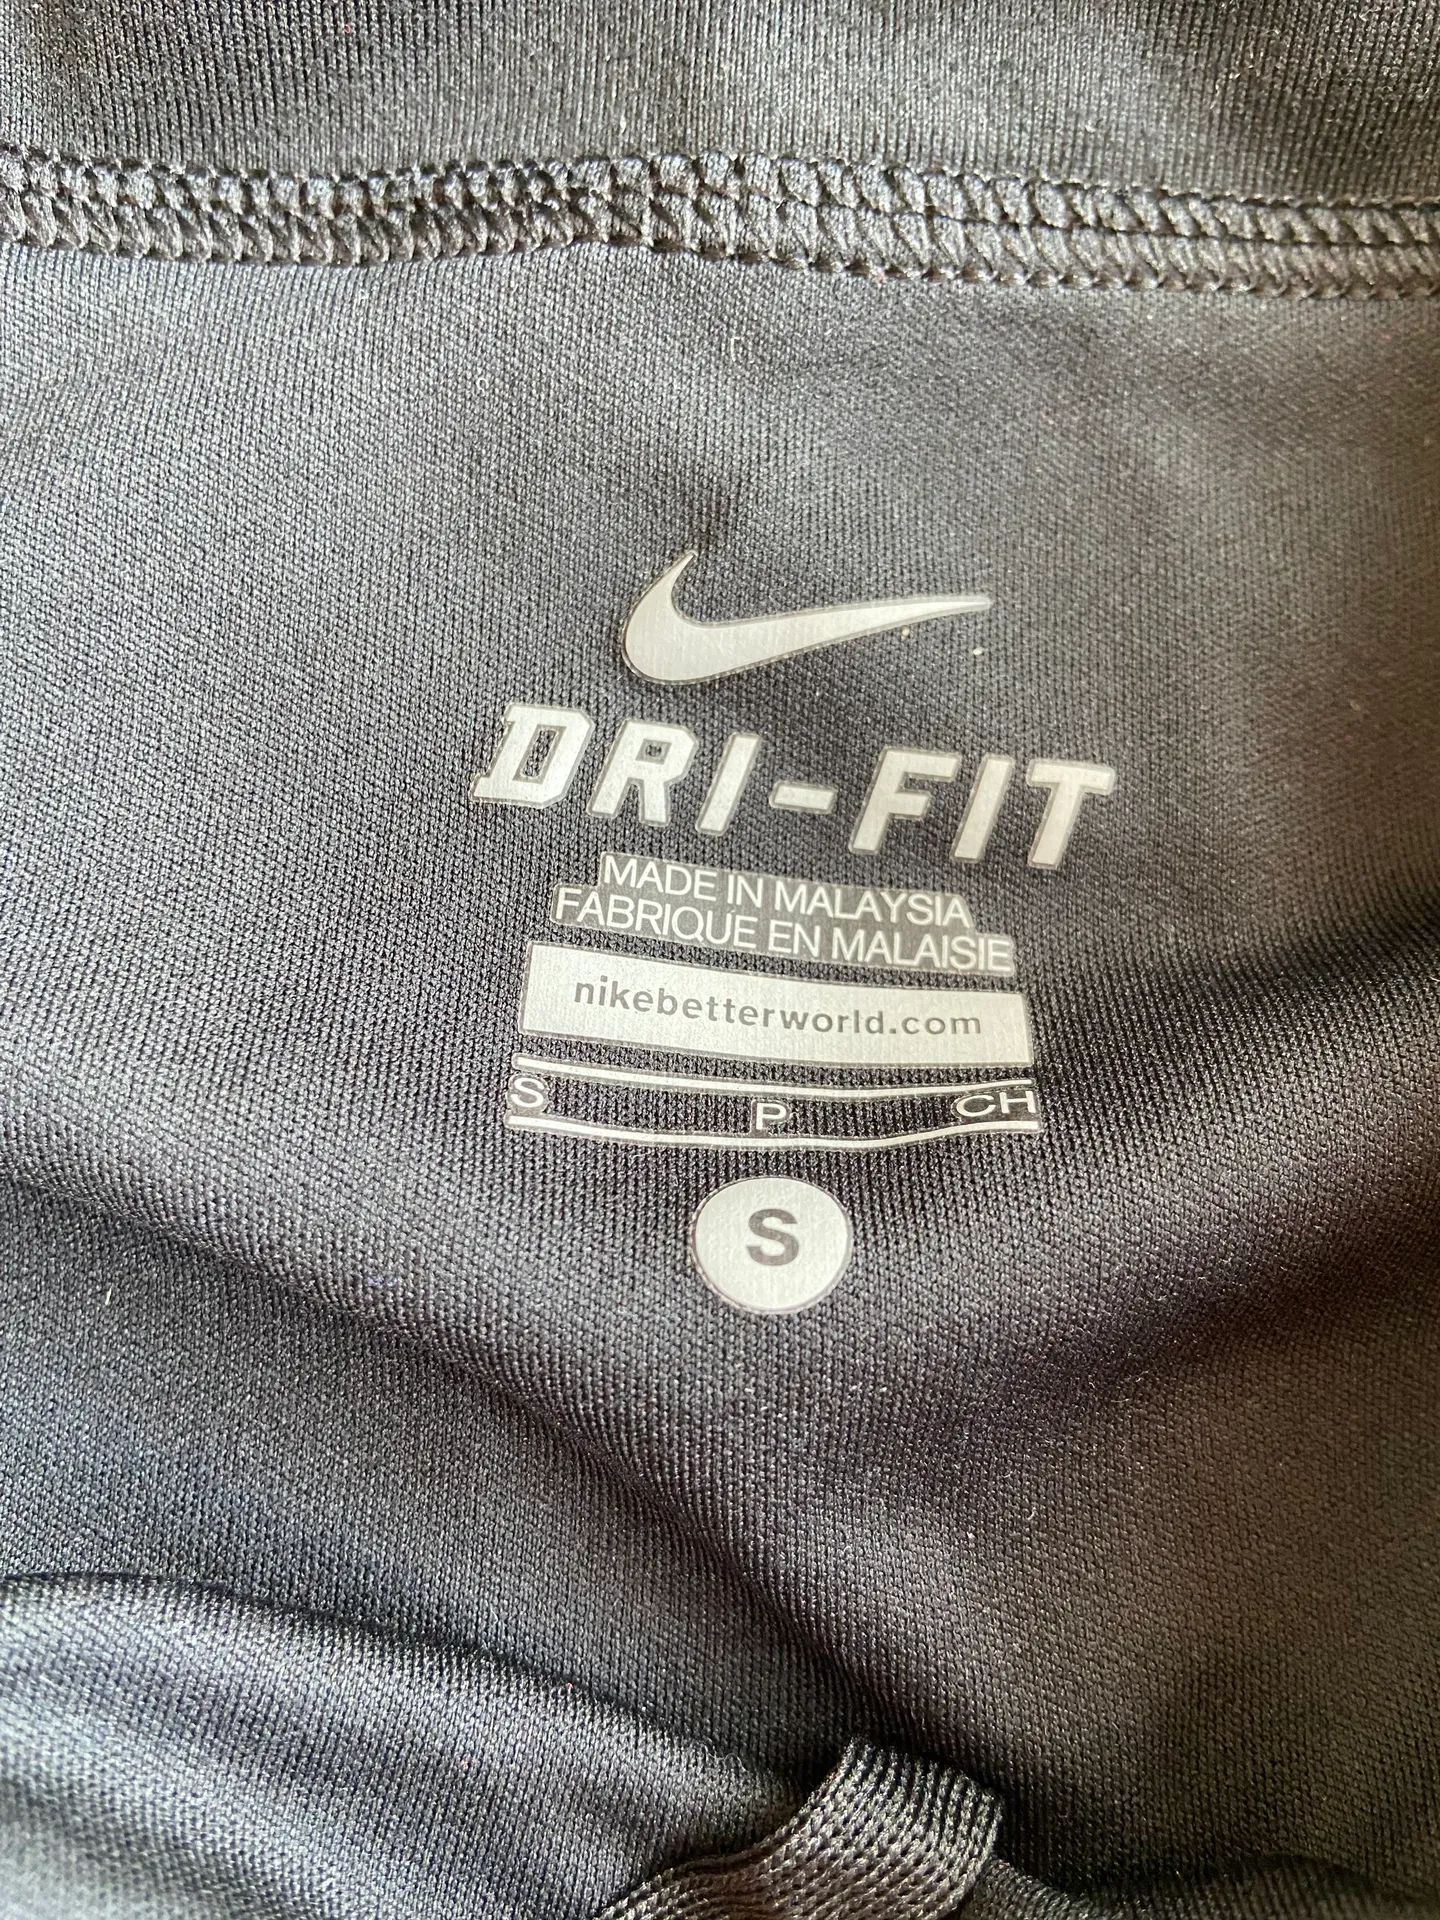 DRI-FIT
MADE IN MALAYSIA
FABRIQUE EN MALAISIE
nikebetterworld.com
S P CH
S